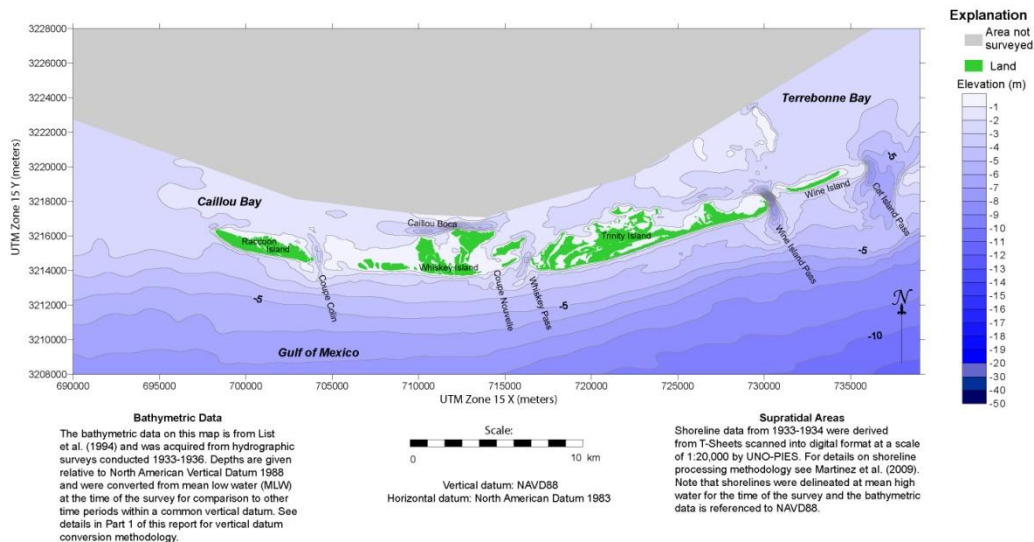 Explanation
Area not
surveyed
Land
Elevation (m)
-1
-2
-3
-4
-5
-6
-7
-8
-9
-10
-11
-12
-13
-14
-15
-16
-17
-18
-19
-20
-30
-40
-50
3228000
3226000
3224000
3222000
3220000
3218000
3216000
3214000
3212000
3210000
3208000
UTM Zone 15 Y (meters)
Terrebonne Bay
-5
Wine Island
Cat Island Pass
Caillou Bay
Caillou Boca
Raccoon
Island
Trinity Island
Whiskey Island
Wine Island Pass
-5
Coupe Colin
Coupe Nouvelle
Whiskey Pass
-5
-5
N
-10
Gulf of Mexico
690000
695000
700000
705000
710000
715000
720000
725000
730000
735000
UTM Zone 15 X (meters)
Bathymetric Data
The bathymetric data on this map is from List
et al. (1994) and was acquired from hydrographic
surveys conducted 1933-1936. Depths are given
relative to North American Vertical Datum 1988
and were converted from mean low water (MLW)
at the time of the survey for comparison to other
time periods within a common vertical datum. See
details in Part 1 of this report for vertical datum
conversion methodology.
Scale:
0
10 km
Vertical datum: NAVD88
Horizontal datum: North American Datum 1983
Supratidal Areas
Shoreline data from 1933-1934 were derived
from T-Sheets scanned into digital format at a scale
of 1:20,000 by UNO-PIES. For details on shoreline
processing methodology see Martinez et al. (2009).
Note that shorelines were delineated at mean high
water for the time of the survey and the bathymetric
data is referenced to NAVD88.